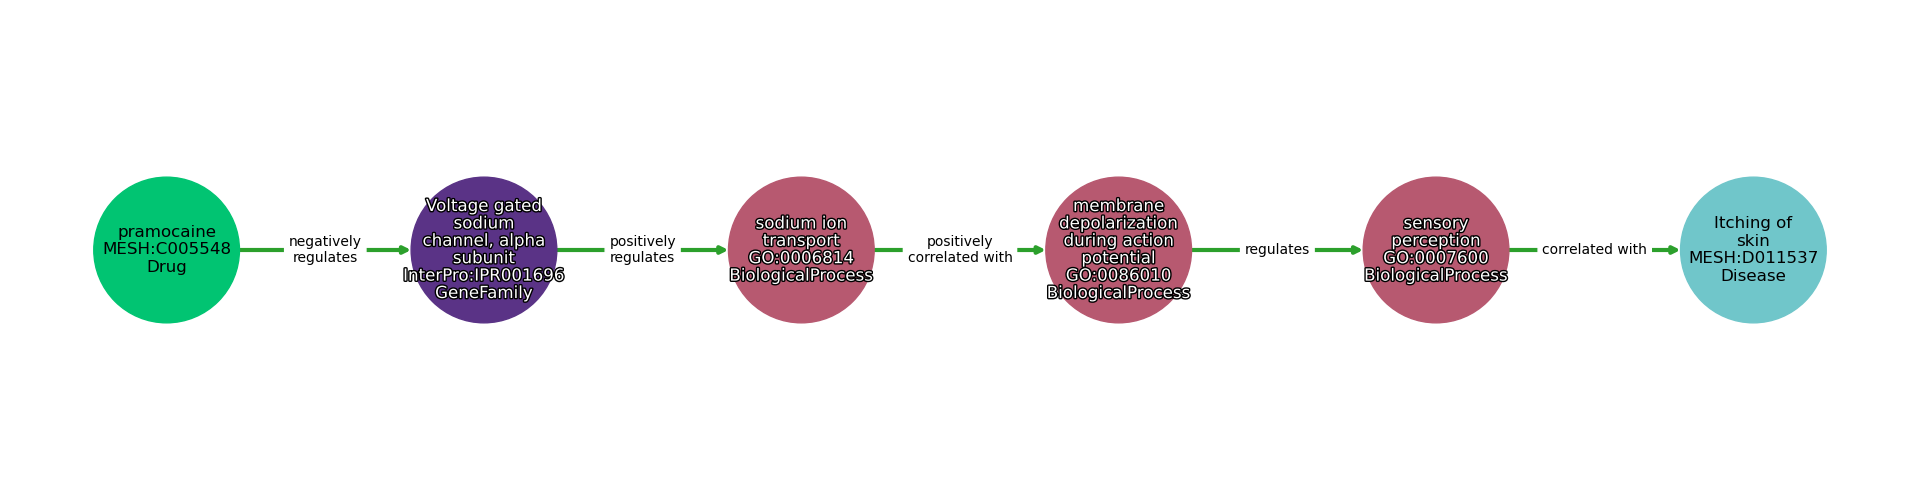 pramocaine
MESH:C005548
Drug
negatively
regulates
Voltage gated
sodium
channel, alpha
subunit
InterPro:IPR001696
GeneFamily
positively
regulates
sodium ion
transport
GO:0006814
BiologicalProcess
positively
correlated with
membrane
depolarization
during action
potential
GO:0086010
BiologicalProcess
regulates
sensory
perception
GO:0007600
BiologicalProcess
correlated with
Itching of
skin
MESH:D011537
Disease